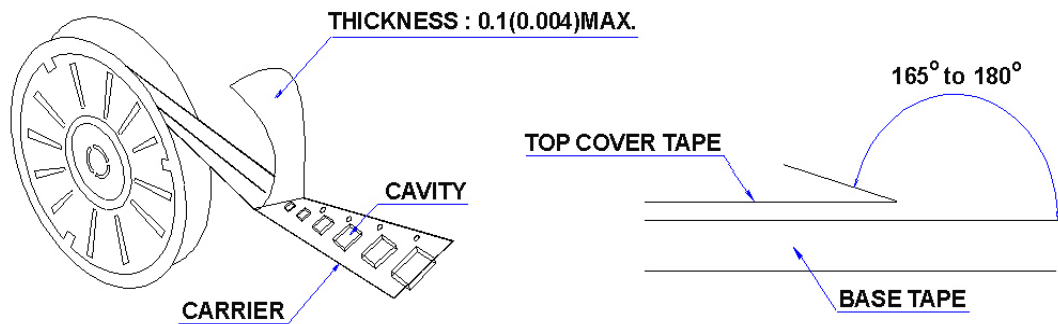 THICKNESS : 0.1(0.004)MAX.
165° to 180°
TOP COVER TAPE
CAVITY
CARRIER
BASE TAPE